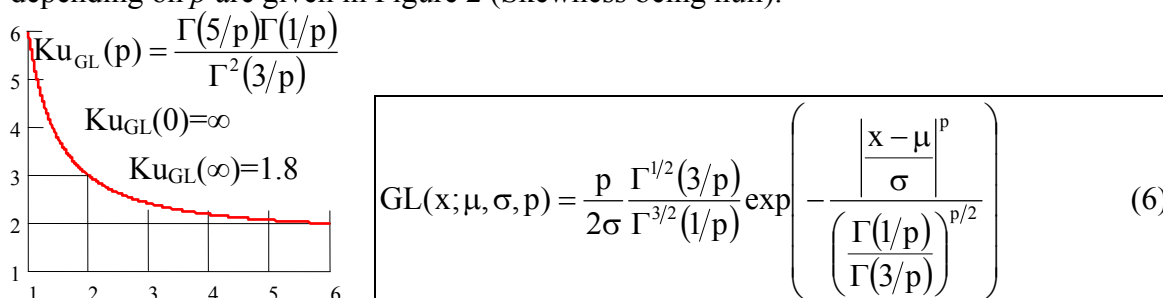 depending on p are given in Figure 2 (Skewness being null).
Ku_GL(p) = Γ(5/p)Γ(1/p) / Γ²(3/p)
Ku_GL(0)=∞
Ku_GL(∞)=1.8
6
5
4
3
2
1
1 2 3 4 5 6
GL(x; μ, σ, p) = p/2σ Γ^1/2(3/p)/Γ^3/2(1/p) exp( − |x − μ / σ|^p / (Γ(1/p)/Γ(3/p))^p/2 ) (6)